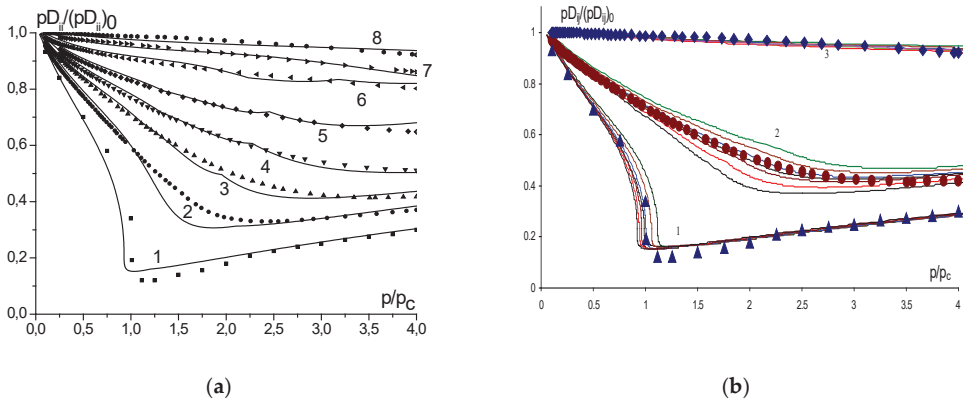 pD_ii/(pD_ii)0
1,0
0,8
0,6
0,4
0,2
0,0
0,0 0,5 1,0 1,5 2,0 2,5 3,0 3,5 4,0
p/p_C
8
7
6
5
4
3
2
1
(a)
pD_ij/(pD_ij)0
1
0.8
0.6
0.4
0.2
0
0 0.5 1 1.5 2 2.5 3 3.5 4
p/p_C
3
2
1
(b)